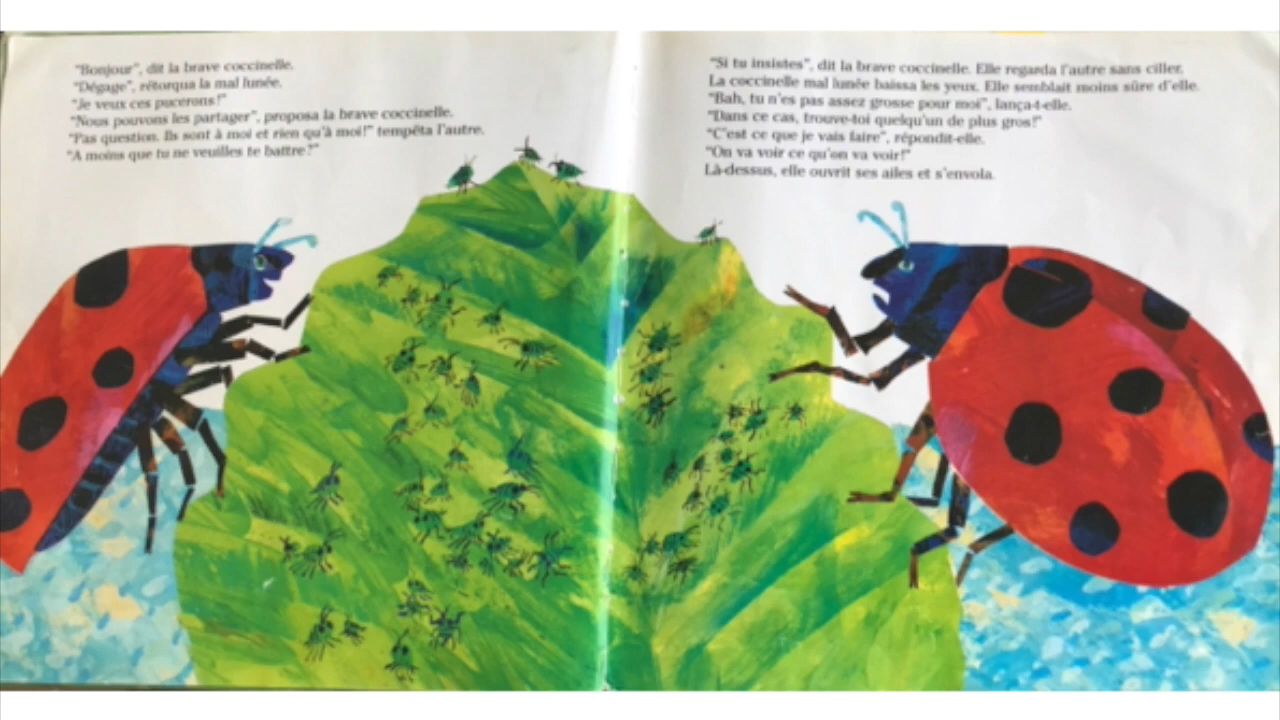 "Bonjour", dit la brave coccinelle.
"Dégage", rétorqua la mal lunée.
"Je veux ces pucerons!"
"Nous pouvons les partager", proposa la brave coccinelle.
"Pas question. Ils sont à moi et rien qu'à moi!" tempêta l'autre.
"A moins que tu ne veuilles te battre?"
"Si tu insistes", dit la brave coccinelle. Elle regarda l'autre sans ciller.
La coccinelle mal lunée baissa les yeux. Elle semblait moins sûre d'elle.
"Bah, tu n'es pas assez grosse pour moi", lança-t-elle.
"Dans ce cas, trouve-toi quelqu'un de plus gros!"
"C'est ce que je vais faire", répondit-elle.
"On va voir ce qu'on va voir!"
Là-dessus, elle ouvrit ses ailes et s'envola.